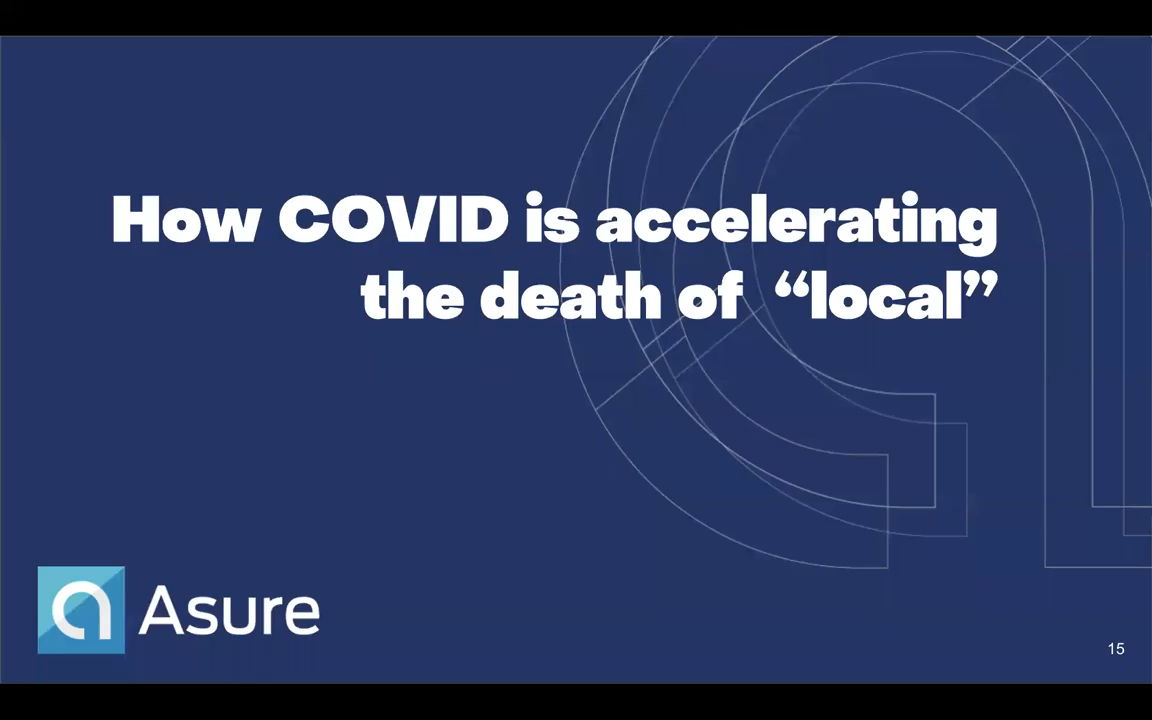 How COVID is accelerating
the death of “local”
Asure
15